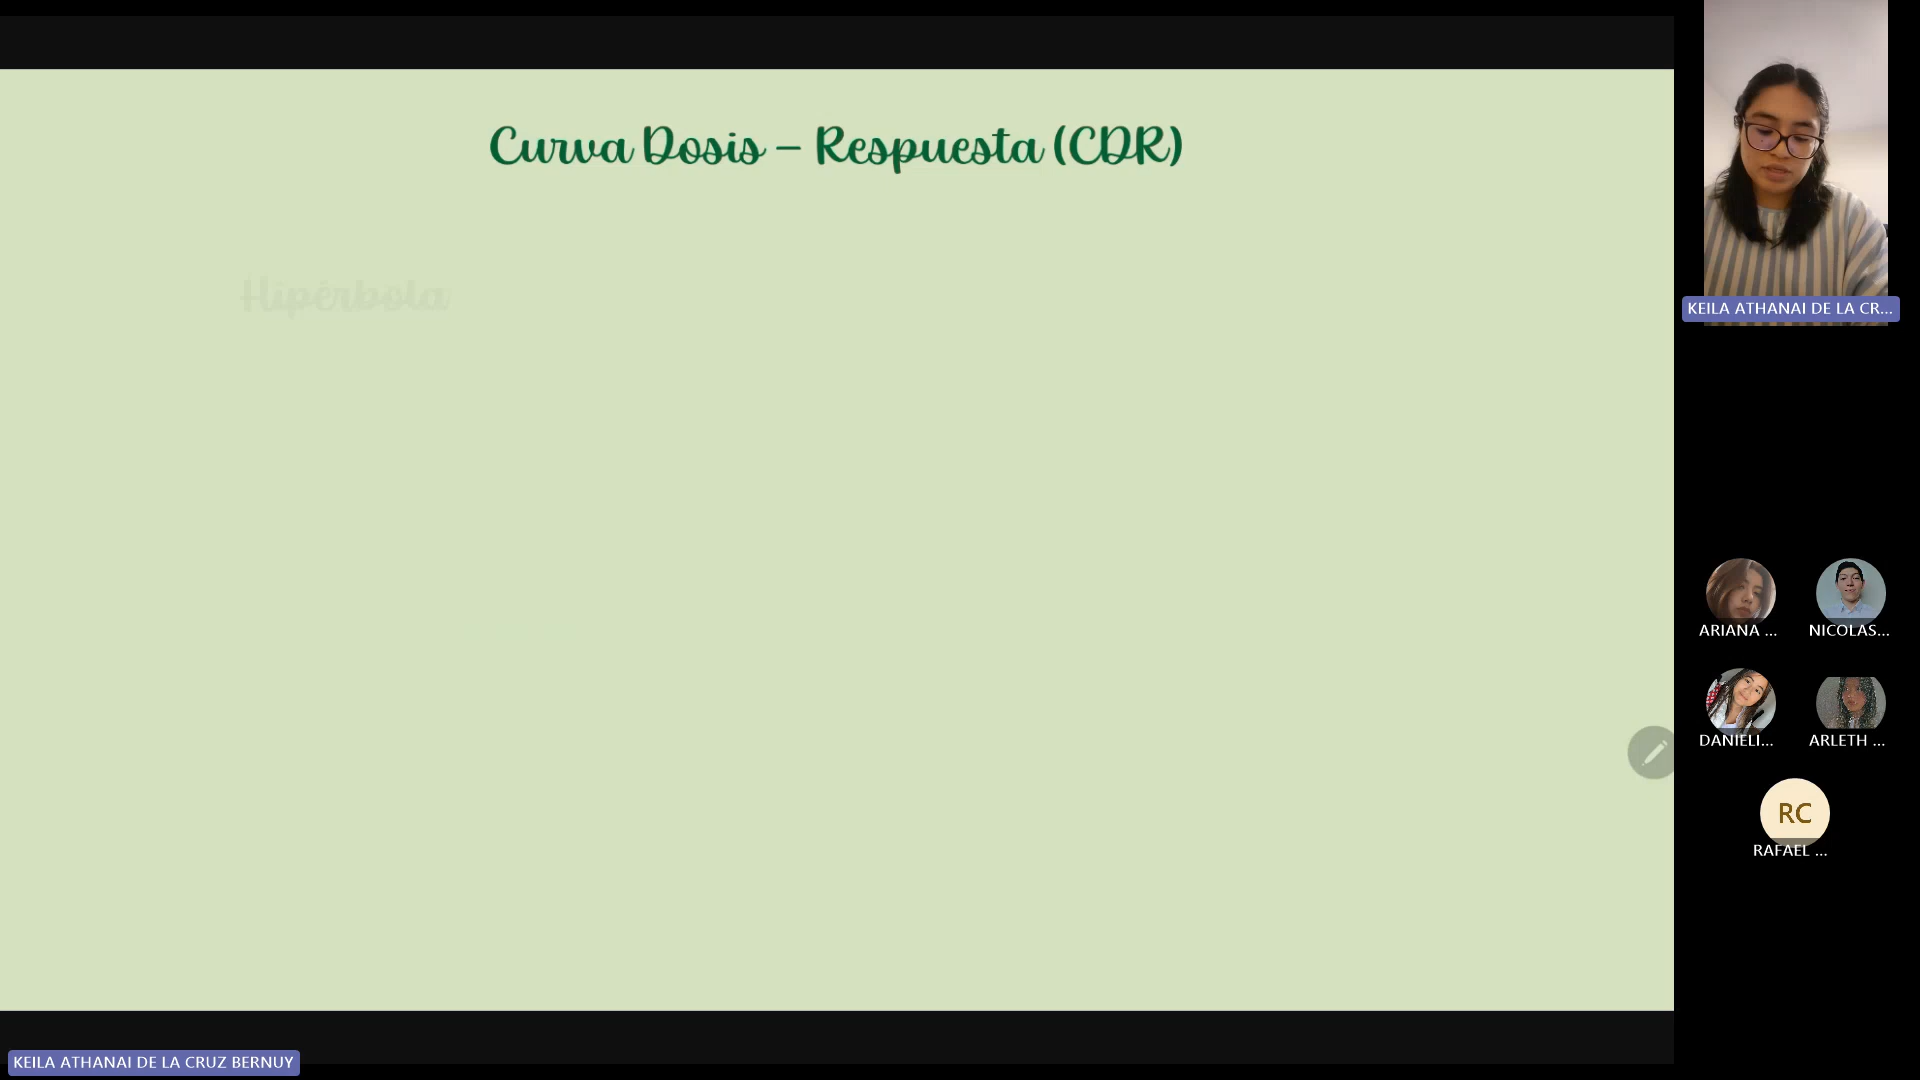 Curva Dosis – Respuesta (CDR)
Hipérbola
KEILA ATHANAI DE LA CR...
ARIANA ...
NICOLAS...
DANIELI...
ARLETH ...
RC
RAFAEL ...
KEILA ATHANAI DE LA CRUZ BERNUY